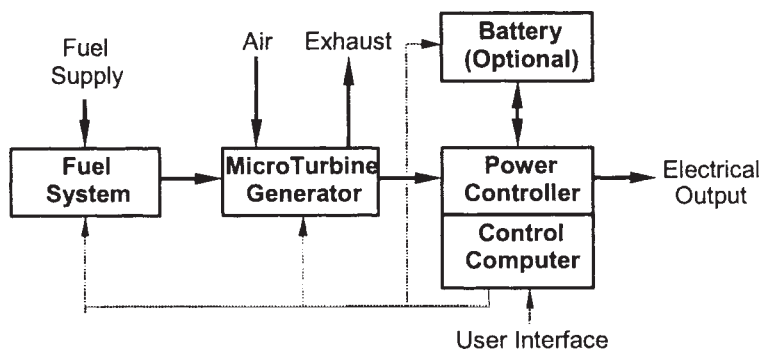 Fuel
Supply
Air
Exhaust
Battery
(Optional)
Fuel
System
MicroTurbine
Generator
Power
Controller
Electrical
Output
Control
Computer
User Interface